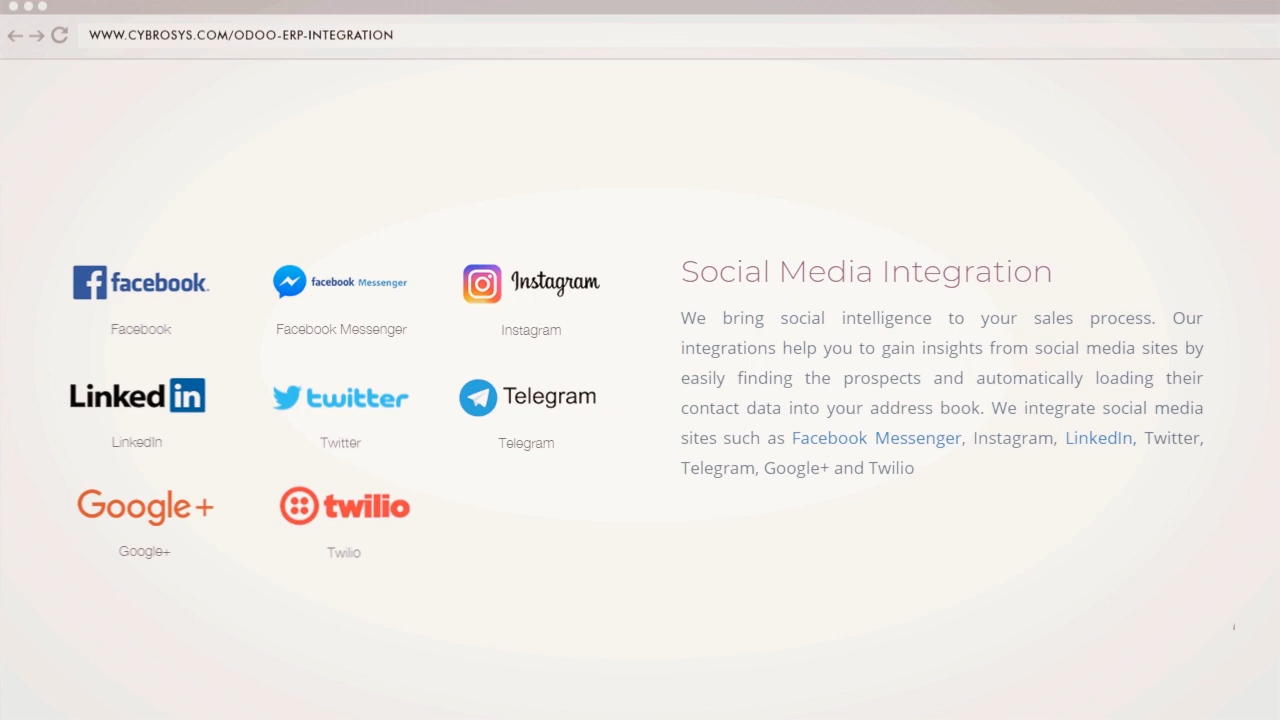 WWW.CYBROSYS.COM/ODOO-ERP-INTEGRATION
facebook.
facebook Messenger
Instagram
Facebook
Facebook Messenger
Instagram
Linked in
twitter
Telegram
LinkedIn
Twitter
Telegram
Google+
twilio
Google+
Twilio
Social Media Integration
We bring social intelligence to your sales process. Our
integrations help you to gain insights from social media sites by
easily finding the prospects and automatically loading their
contact data into your address book. We integrate social media
sites such as Facebook Messenger, Instagram, LinkedIn, Twitter,
Telegram, Google+ and Twilio